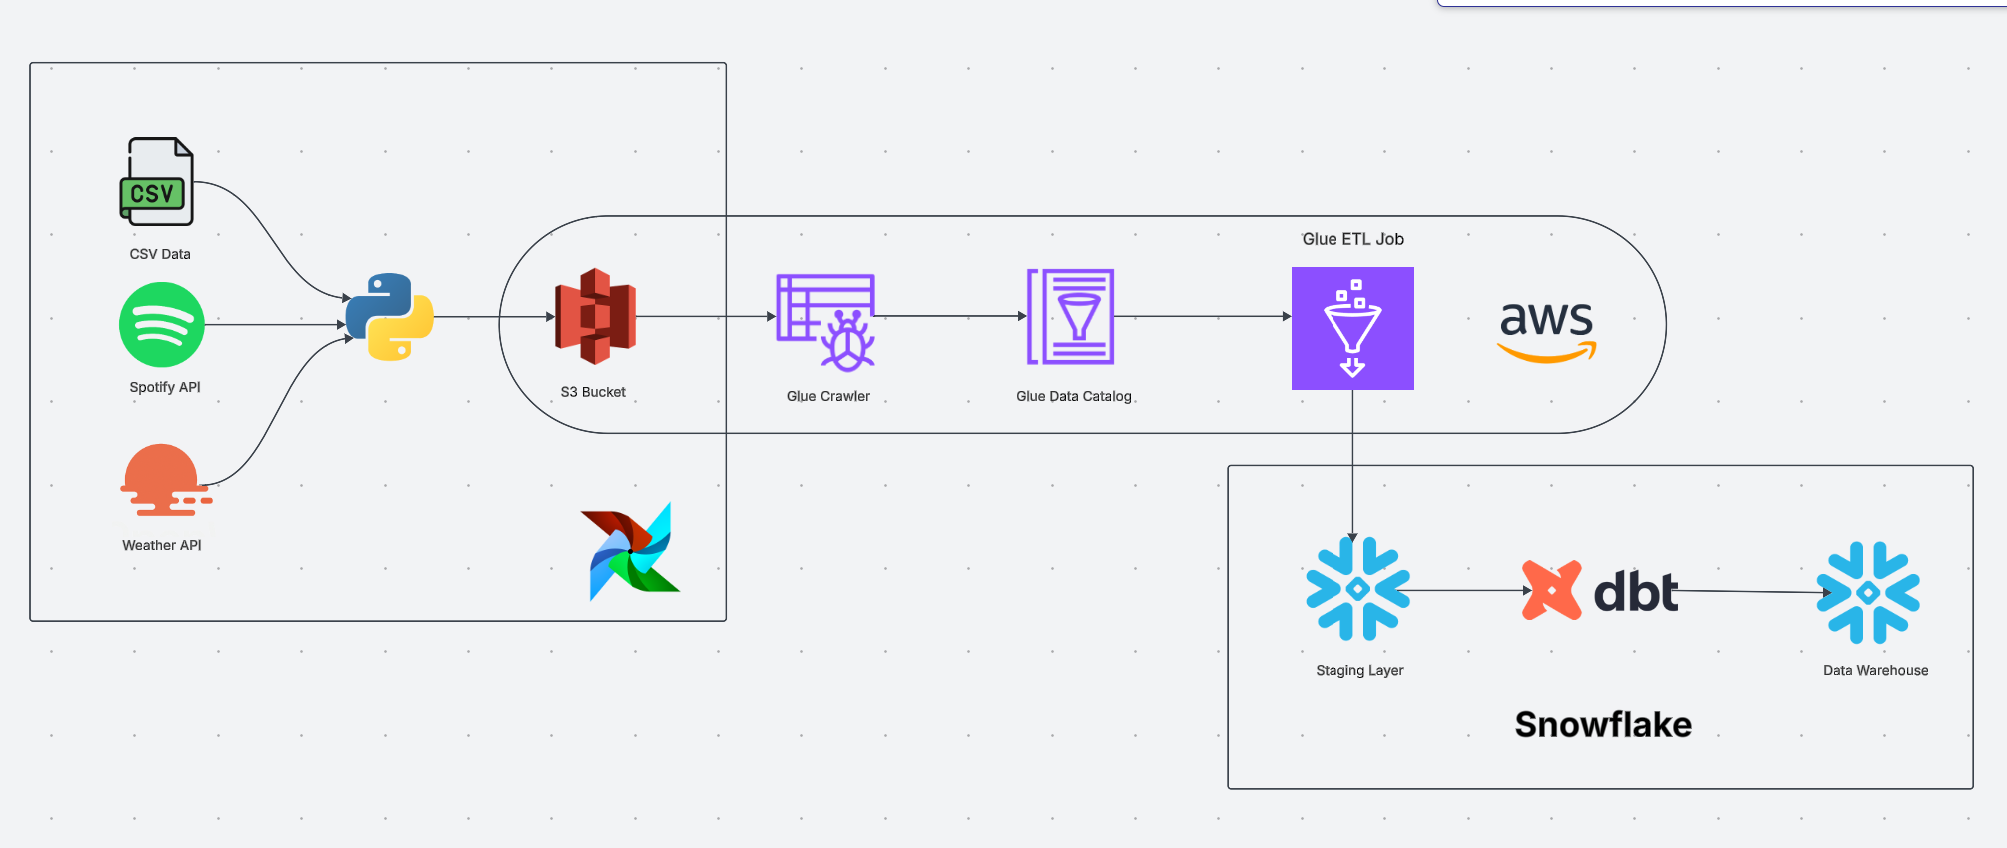 CSV
CSV Data
Spotify API
Weather API
S3 Bucket
Glue Crawler
Glue Data Catalog
Glue ETL Job
aws
Staging Layer
dbt
Data Warehouse
Snowflake